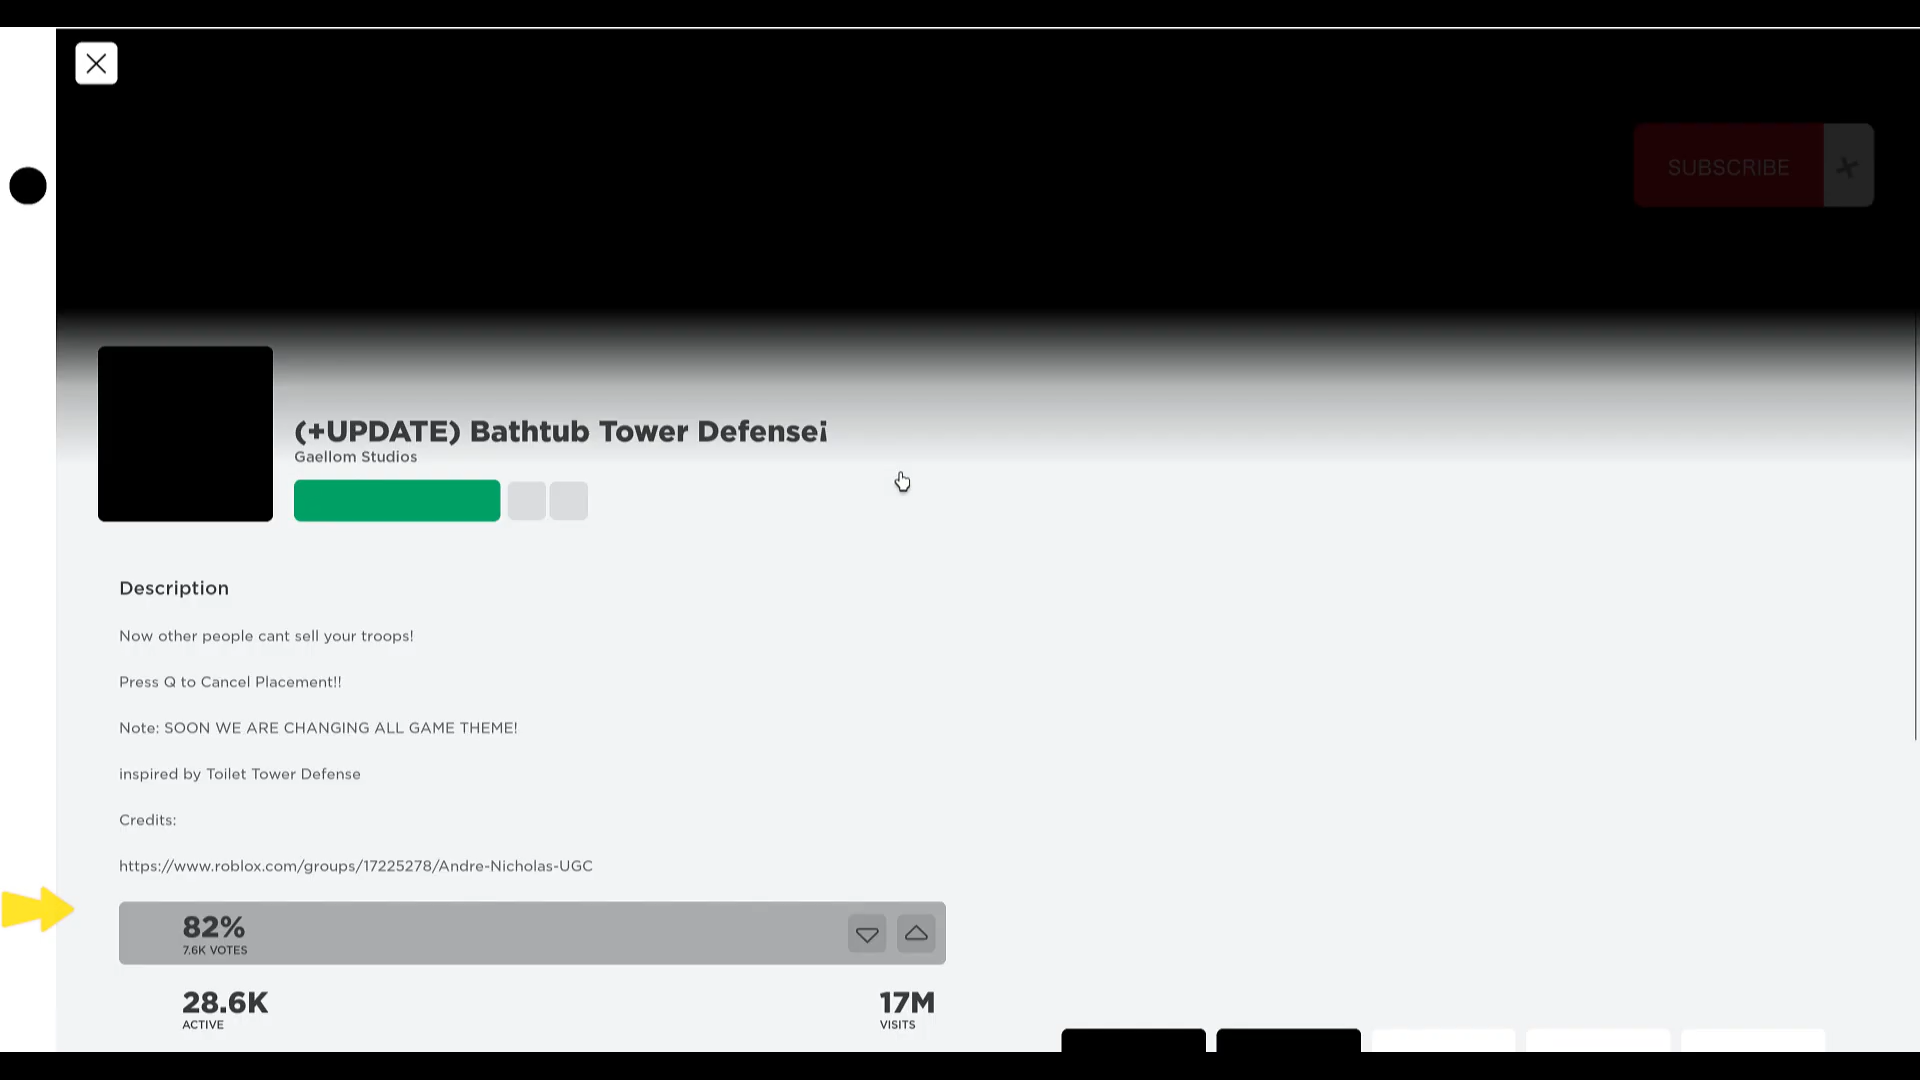 SUBSCRIBE
(+UPDATE) Bathtub Tower Defense¡
Gaellom Studios
Description
Now other people cant sell your troops!
Press Q to Cancel Placement!!
Note: SOON WE ARE CHANGING ALL GAME THEME!
inspired by Toilet Tower Defense
Credits:
https://www.roblox.com/groups/17225278/Andre-Nicholas-UGC
82%
7.6K VOTES
28.6K
ACTIVE
17M
VISITS